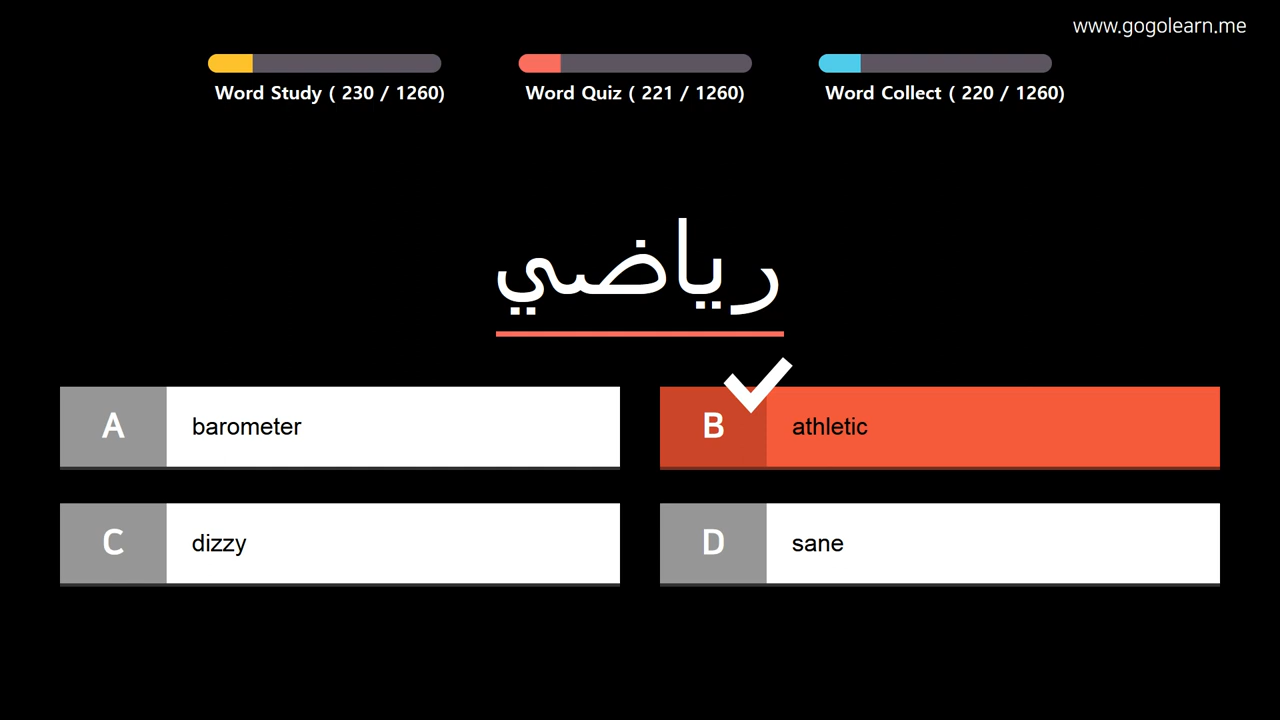 www.gogolearn.me
Word Study ( 230 / 1260)
Word Quiz ( 221 / 1260)
Word Collect ( 220 / 1260)
رياضي
A barometer
B athletic
C dizzy
D sane